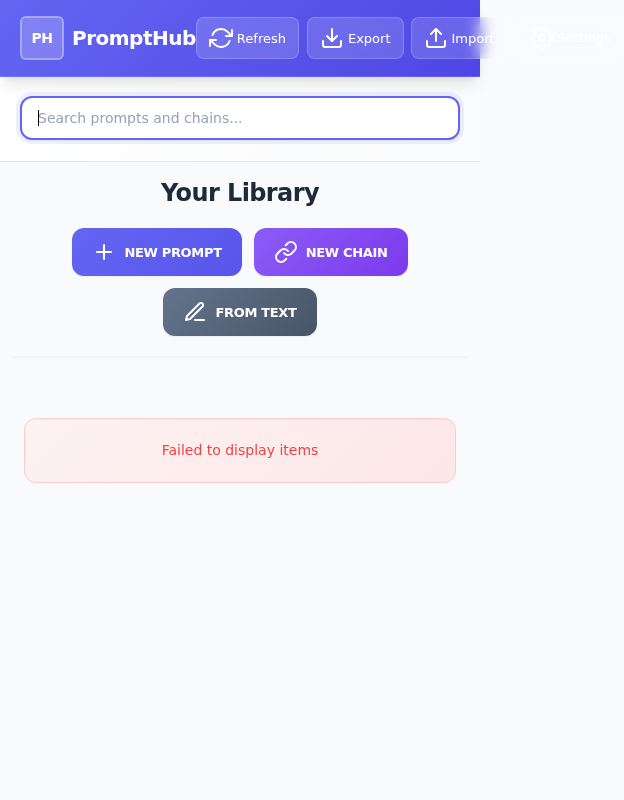 PH PromptHub Refresh Export Import Settings
Search prompts and chains...
Your Library
NEW PROMPT NEW CHAIN
FROM TEXT
Failed to display items